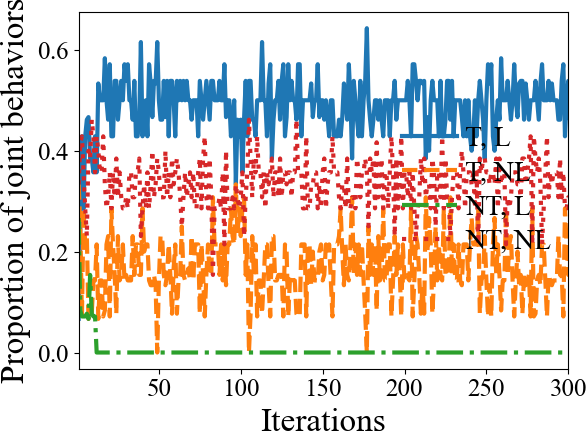 Proportion of joint behaviors
0.6
0.4
0.2
0.0
T, L
T, NL
NT, L
NT, NL
50 100 150 200 250 300
Iterations